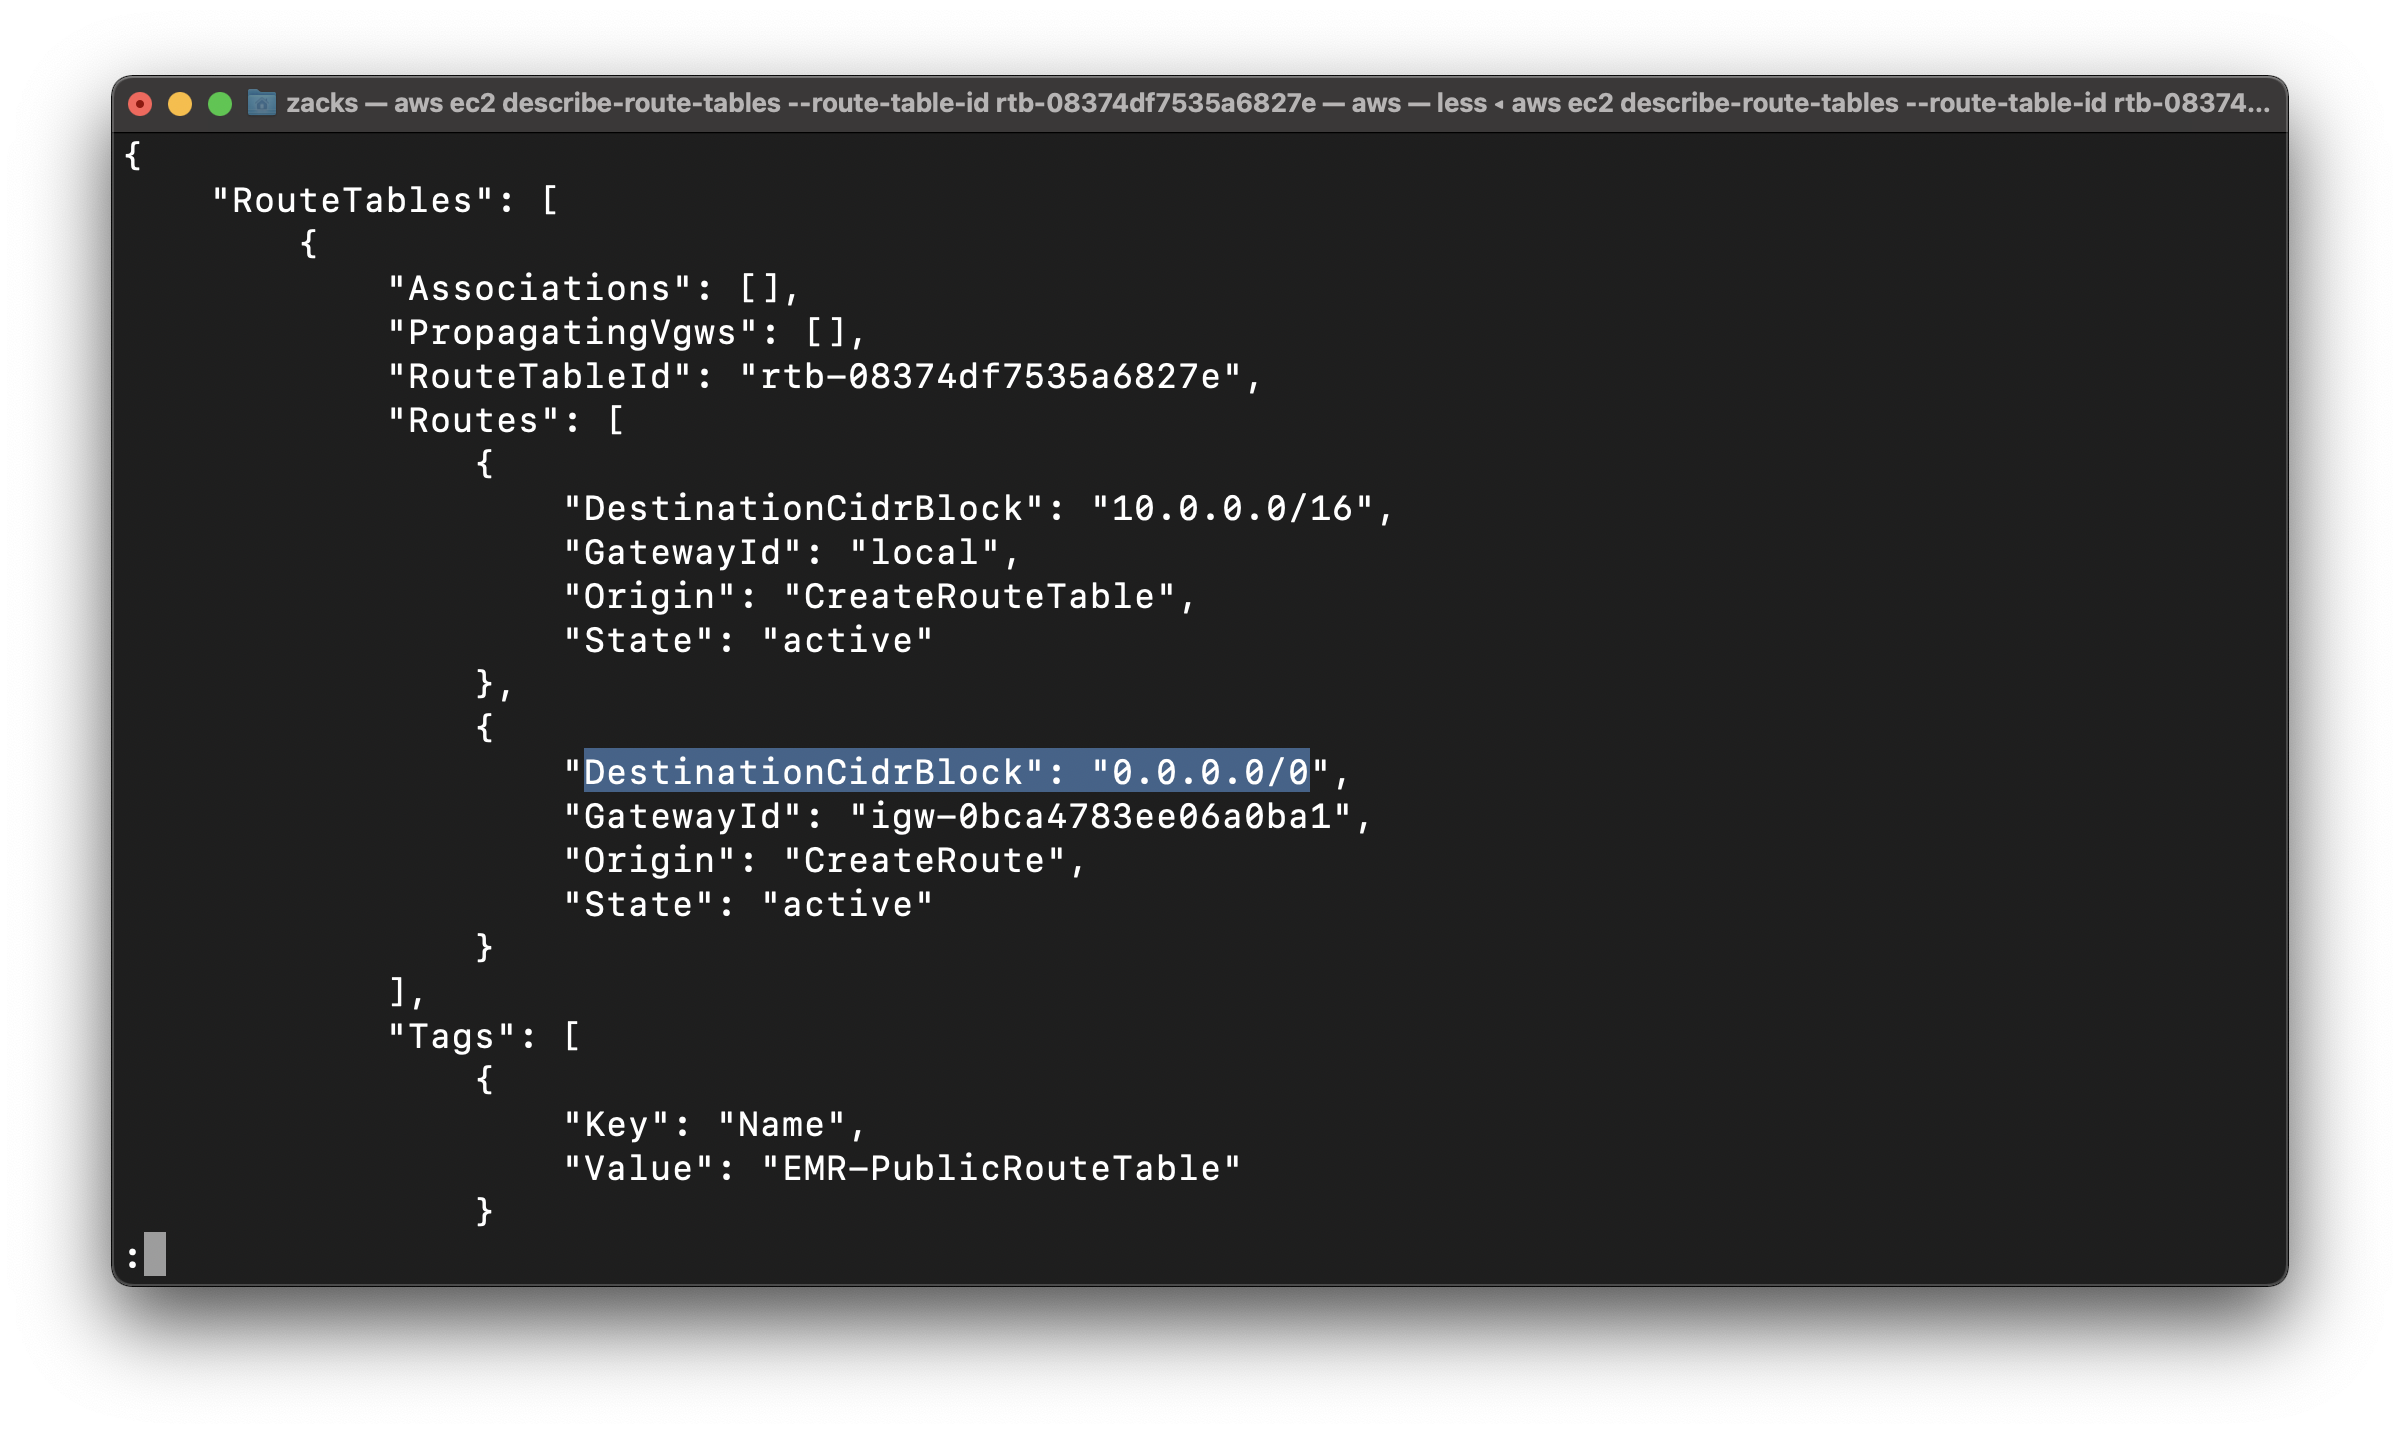 zacks — aws ec2 describe-route-tables --route-table-id rtb-08374df7535a6827e — aws — less ◂ aws ec2 describe-route-tables --route-table-id rtb-08374...
{
    "RouteTables": [
        {
            "Associations": [],
            "PropagatingVgws": [],
            "RouteTableId": "rtb-08374df7535a6827e",
            "Routes": [
                {
                    "DestinationCidrBlock": "10.0.0.0/16",
                    "GatewayId": "local",
                    "Origin": "CreateRouteTable",
                    "State": "active"
                },
                {
                    "DestinationCidrBlock": "0.0.0.0/0",
                    "GatewayId": "igw-0bca4783ee06a0ba1",
                    "Origin": "CreateRoute",
                    "State": "active"
                }
            ],
            "Tags": [
                {
                    "Key": "Name",
                    "Value": "EMR-PublicRouteTable"
                }
: